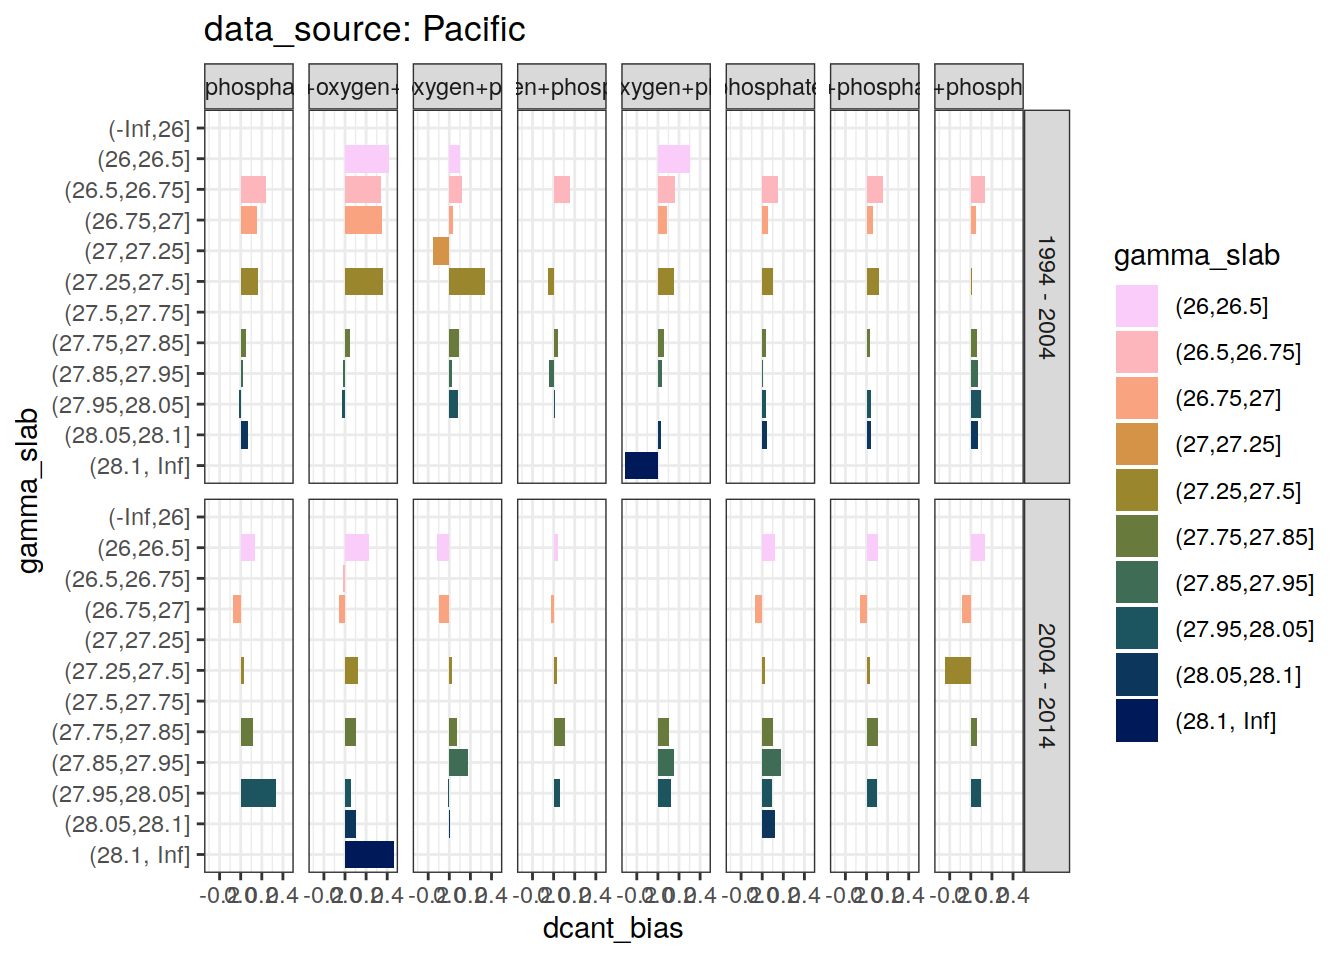 data_source: Pacific
phospha
+oxygen+
oxygen+p
en+phosp
phosphate
+phospha
+phosph
gamma_slab
(-Inf,26]
(26,26.5]
(26.5,26.75]
(26.75,27]
(27,27.25]
(27.25,27.5]
(27.5,27.75]
(27.75,27.85]
(27.85,27.95]
(27.95,28.05]
(28.05,28.1]
(28.1, Inf]
1994 - 2004
(-Inf,26]
(26,26.5]
(26.5,26.75]
(26.75,27]
(27,27.25]
(27.25,27.5]
(27.5,27.75]
(27.75,27.85]
(27.85,27.95]
(27.95,28.05]
(28.05,28.1]
(28.1, Inf]
2004 - 2014
dcant_bias
gamma_slab
(26,26.5]
(26.5,26.75]
(26.75,27]
(27,27.25]
(27.25,27.5]
(27.75,27.85]
(27.85,27.95]
(27.95,28.05]
(28.05,28.1]
(28.1, Inf]